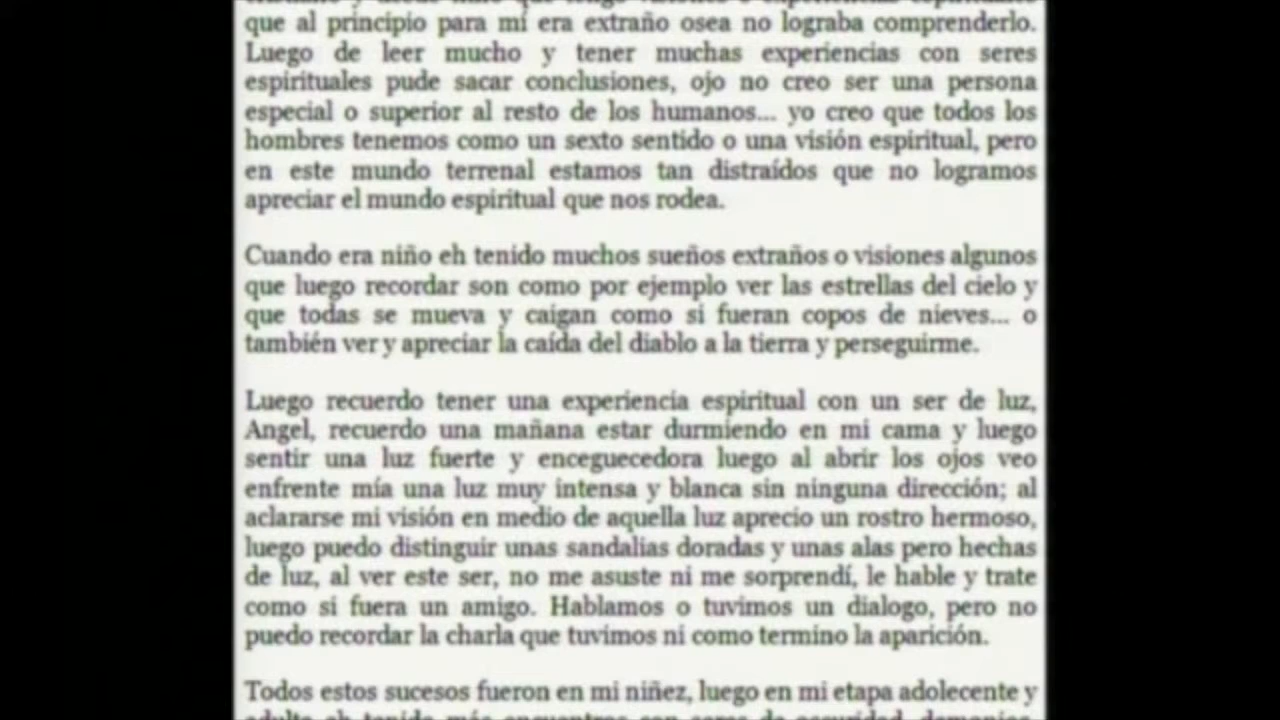 que al principio para mí era extraño osea no lograba comprenderlo.
Luego de leer mucho y tener muchas experiencias con seres
espirituales pude sacar conclusiones, ojo no creo ser una persona
especial o superior al resto de los humanos... yo creo que todos los
hombres tenemos como un sexto sentido o una visión espiritual, pero
en este mundo terrenal estamos tan distraídos que no logramos
apreciar el mundo espiritual que nos rodea.
Cuando era niño eh tenido muchos sueños extraños o visiones algunos
que luego recordar son como por ejemplo ver las estrellas del cielo y
que todas se mueva y caigan como si fueran copos de nieves... o
también ver y apreciar la caída del diablo a la tierra y perseguirme.
Luego recuerdo tener una experiencia espiritual con un ser de luz,
Angel, recuerdo una mañana estar durmiendo en mi cama y luego
sentir una luz fuerte y enceguecedora luego al abrir los ojos veo
enfrente mía una luz muy intensa y blanca sin ninguna dirección; al
aclararse mi visión en medio de aquella luz aprecio un rostro hermoso,
luego puedo distinguir unas sandalias doradas y unas alas pero hechas
de luz, al ver este ser, no me asuste ni me sorprendí, le hable y trate
como si fuera un amigo. Hablamos o tuvimos un dialogo, pero no
puedo recordar la charla que tuvimos ni como termino la aparición.
Todos estos sucesos fueron en mi niñez, luego en mi etapa adolecente y